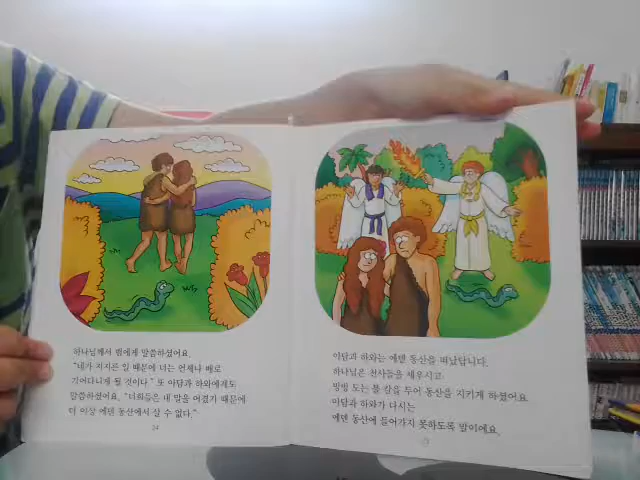 하나님께서 뱀에게 말씀하셨어요.
"네가 저지른 일 때문에 너는 언제나 배로
기어다니게 될 것이다." 또 아담과 하와에게도
말씀하셨어요. "너희들은 내 말을 어겼기 때문에
더 이상 에덴 동산에서 살 수 없다."
24
아담과 하와는 에덴 동산을 떠났답니다.
하나님은 천사들을 세우시고
빙빙 도는 불 칼을 두어 동산을 지키게 하셨어요.
아담과 하와가 다시는
에덴 동산에 들어가지 못하도록 말이에요.